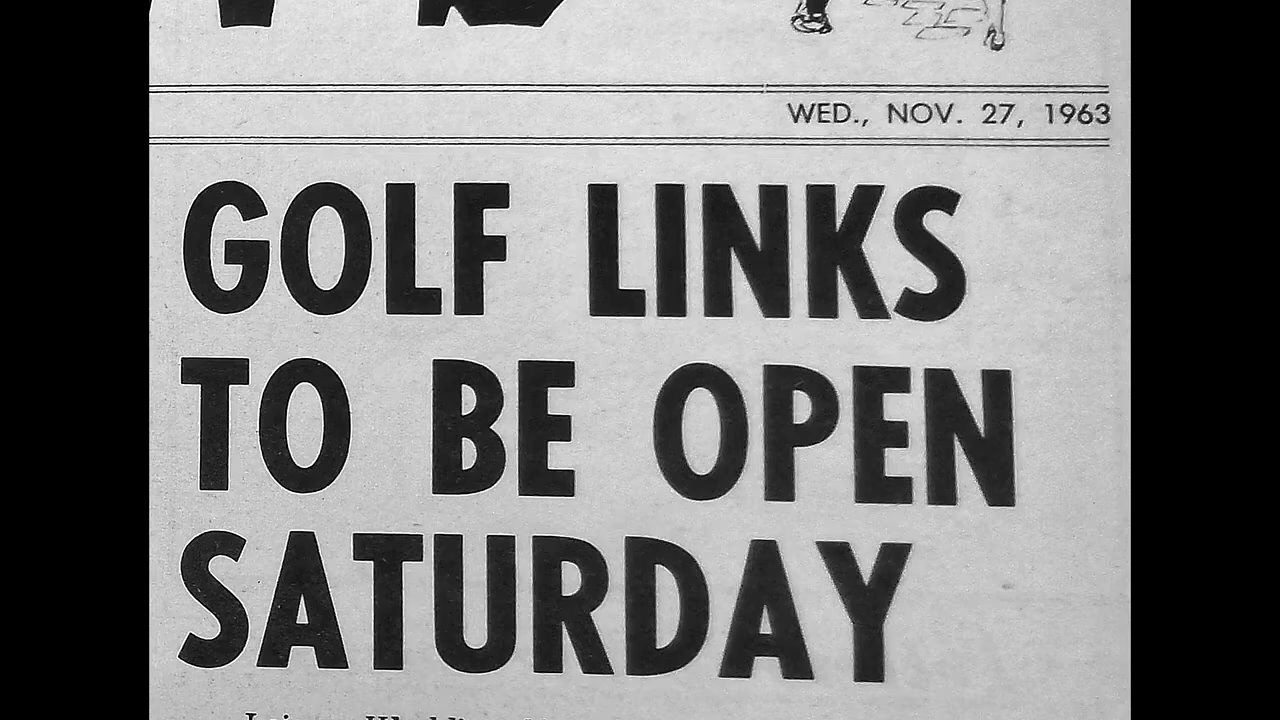 WED., NOV. 27, 1963
GOLF LINKS
TO BE OPEN
SATURDAY